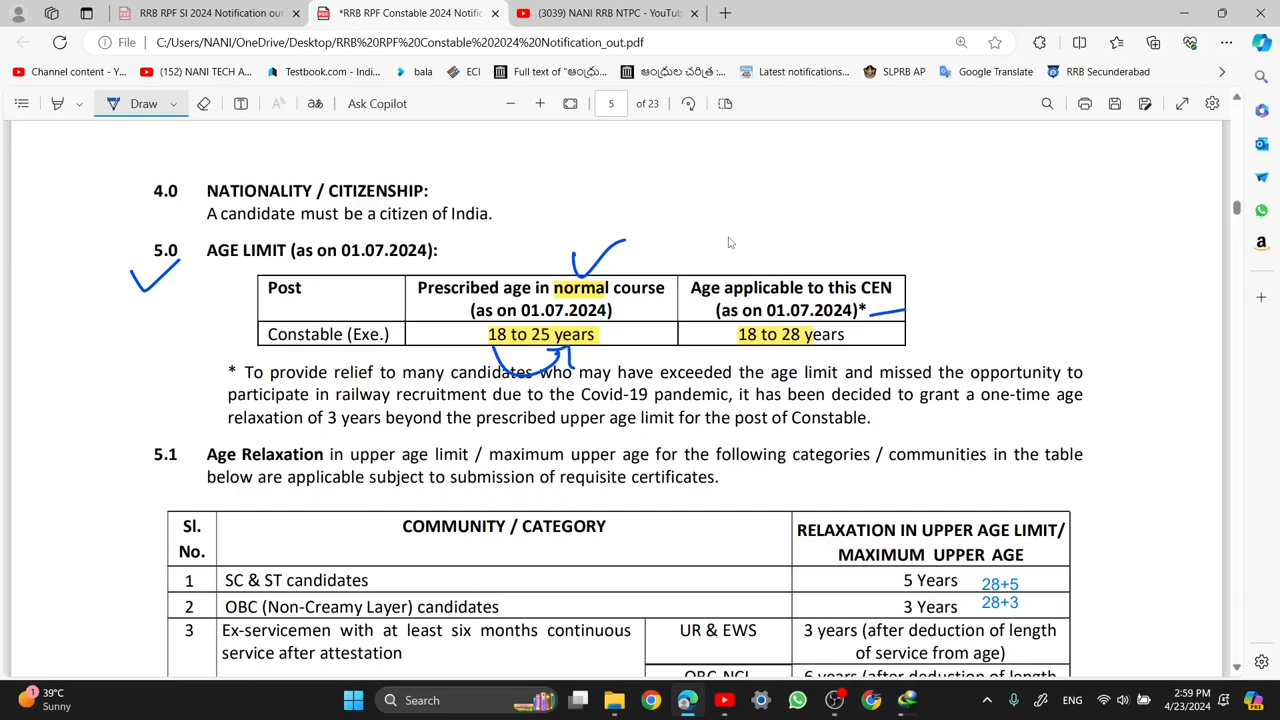 RRB RPF SI 2024 Notification out
*RRB RPF Constable 2024 Notific
(3039) NANI RRB NTPC - YouTube
File
C:/Users/NANI/OneDrive/Desktop/RRB%20RPF%20Constable%202024%20Notification_out.pdf
Channel content - Y...
(152) NANI TECH A...
Testbook.com - Indi...
bala
ECI
Full text of "ఆంధ్రు...
ఆంధ్రుల చరిత్ర :...
Latest notifications...
SLPRB AP
Google Translate
RRB Secunderabad
Draw
Ask Copilot
5 of 23
4.0 NATIONALITY / CITIZENSHIP:
A candidate must be a citizen of India.
5.0 AGE LIMIT (as on 01.07.2024):
Post
Prescribed age in normal course
(as on 01.07.2024)
Age applicable to this CEN
(as on 01.07.2024)*
Constable (Exe.) 18 to 25 years 18 to 28 years
* To provide relief to many candidates who may have exceeded the age limit and missed the opportunity to
participate in railway recruitment due to the Covid-19 pandemic, it has been decided to grant a one-time age
relaxation of 3 years beyond the prescribed upper age limit for the post of Constable.
5.1 Age Relaxation in upper age limit / maximum upper age for the following categories / communities in the table
below are applicable subject to submission of requisite certificates.
Sl.
No.
COMMUNITY / CATEGORY
RELAXATION IN UPPER AGE LIMIT/
MAXIMUM UPPER AGE
1 SC & ST candidates 5 Years 28+5
2 OBC (Non-Creamy Layer) candidates 3 Years 28+3
3 Ex-servicemen with at least six months continuous
service after attestation
UR & EWS
3 years (after deduction of length
of service from age)
OBC-NCL 6 years (after deduction of length
39°C
Sunny
Search
ENG
2:59 PM
4/23/2024